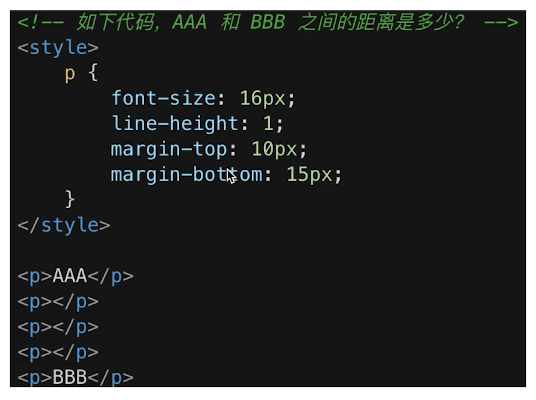 <!-- 如下代码，AAA 和 BBB 之间的距离是多少？ -->
<style>
    p {
        font-size: 16px;
        line-height: 1;
        margin-top: 10px;
        margin-bottom: 15px;
    }
</style>

<p>AAA</p>
<p></p>
<p></p>
<p></p>
<p>BBB</p>